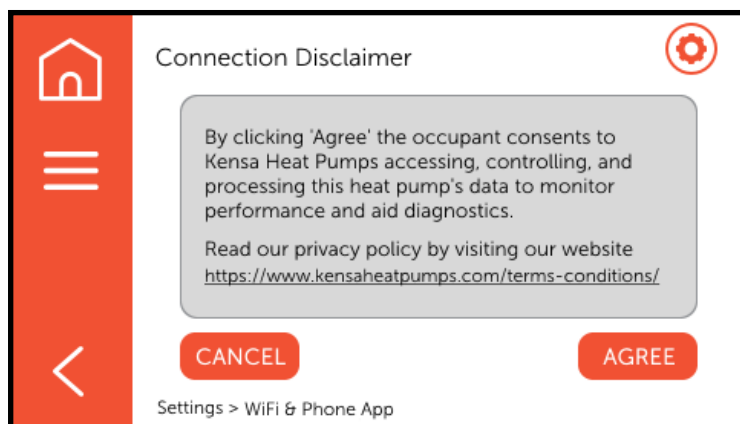 Connection Disclaimer
By clicking 'Agree' the occupant consents to
Kensa Heat Pumps accessing, controlling, and
processing this heat pump's data to monitor
performance and aid diagnostics.
Read our privacy policy by visiting our website
https://www.kensaheatpumps.com/terms-conditions/
CANCEL
AGREE
Settings > WiFi & Phone App